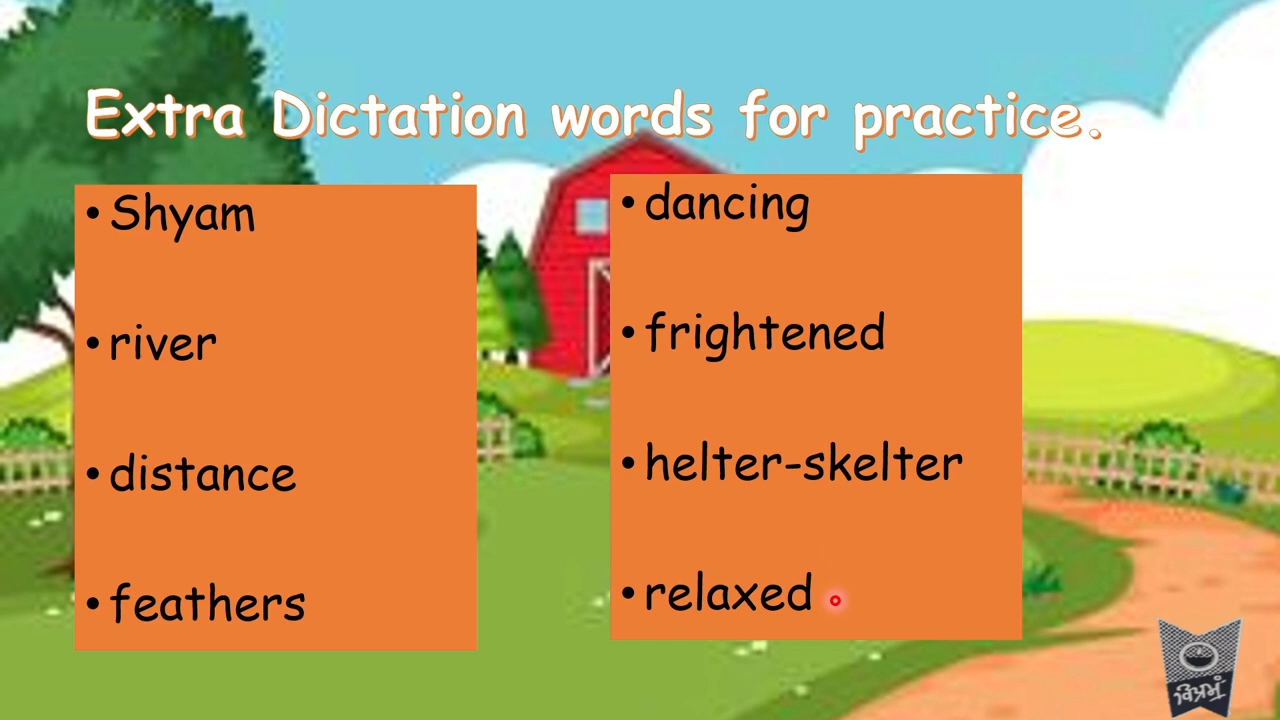 Extra Dictation words for practice.
• Shyam
• river
• distance
• feathers
• dancing
• frightened
• helter-skelter
• relaxed